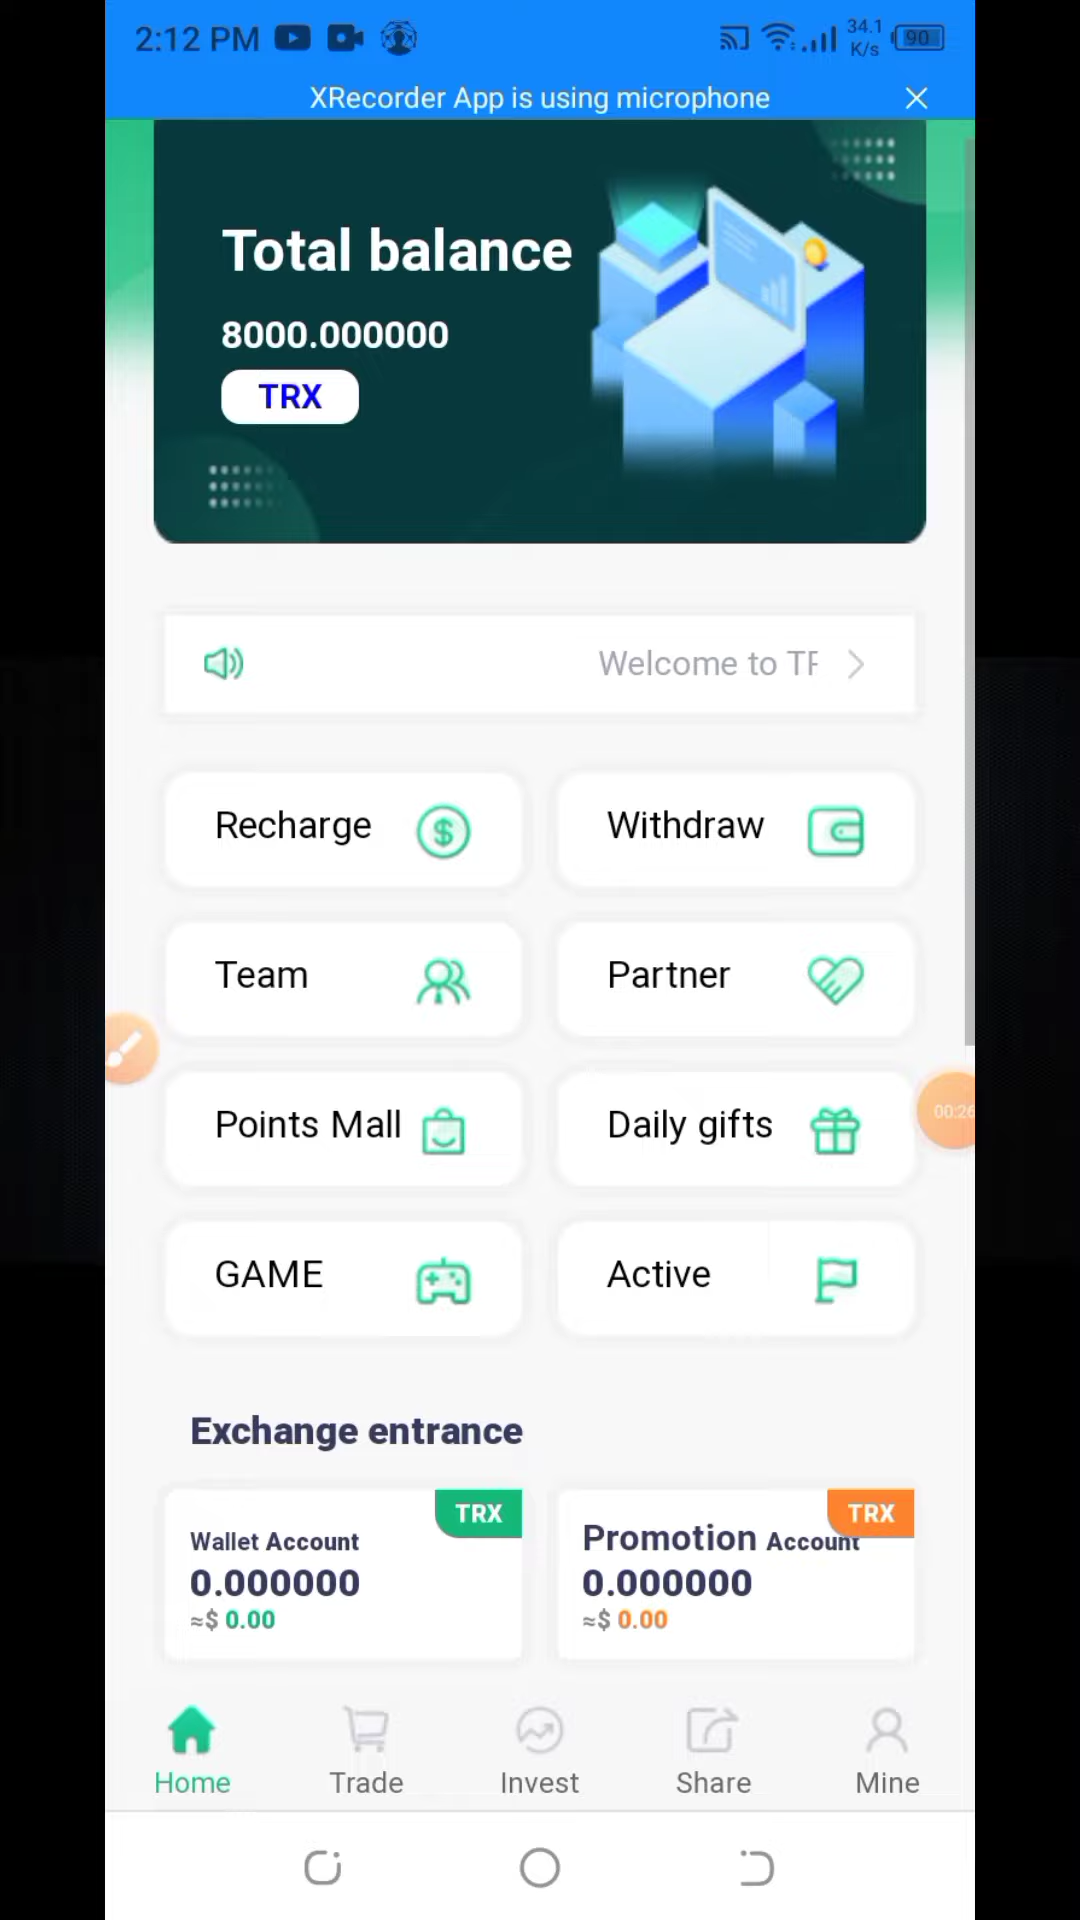 2:12 PM
34.1
K/s
90
XRecorder App is using microphone
Total balance
8000.000000
TRX
Welcome to
Recharge
Withdraw
Team
Partner
Points Mall
Daily gifts
GAME
Active
Exchange entrance
TRX
Wallet Account
0.000000
≈$ 0.00
TRX
Promotion Account
0.000000
≈$ 0.00
00:26
Home
Trade
Invest
Share
Mine